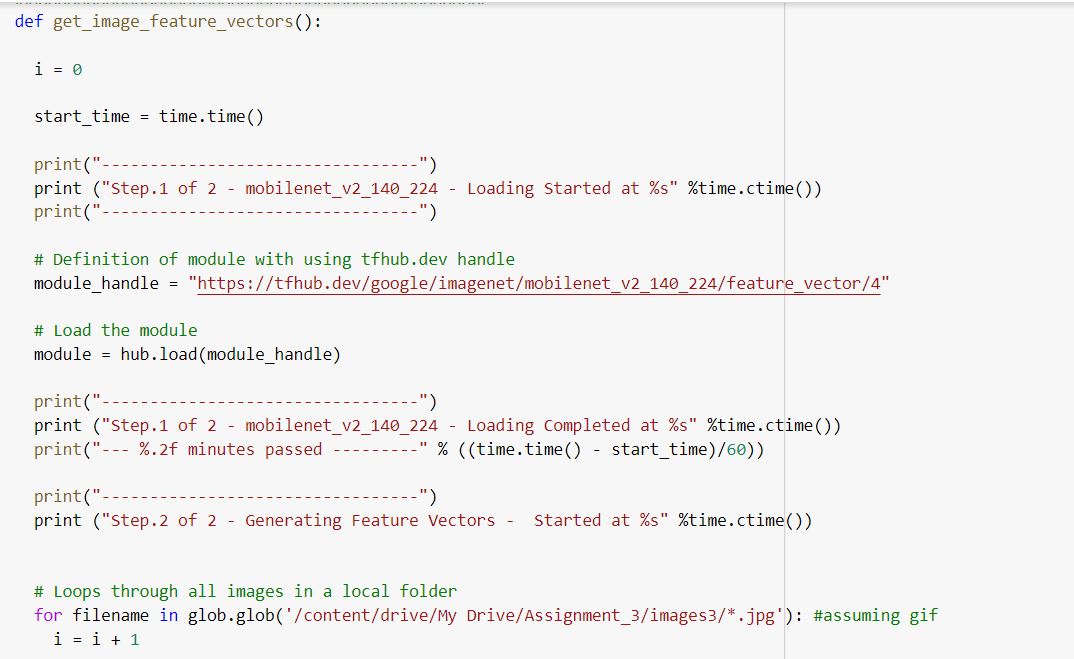 def get_image_feature_vectors():
i = 0
start_time = time.time()
print("---------------------------------")
print ("Step.1 of 2 - mobilenet_v2_140_224 - Loading Started at %s" %time.ctime())
print("---------------------------------")
# Definition of module with using tfhub.dev handle
module_handle = "https://tfhub.dev/google/imagenet/mobilenet_v2_140_224/feature_vector/4"
# Load the module
module = hub.load(module_handle)
print("---------------------------------")
print ("Step.1 of 2 - mobilenet_v2_140_224 - Loading Completed at %s" %time.ctime())
print("--- %.2f minutes passed ---------" % ((time.time() - start_time)/60))
print("---------------------------------")
print ("Step.2 of 2 - Generating Feature Vectors -  Started at %s" %time.ctime())
# Loops through all images in a local folder
for filename in glob.glob('/content/drive/My Drive/Assignment_3/images3/*.jpg'): #assuming gif
i = i + 1